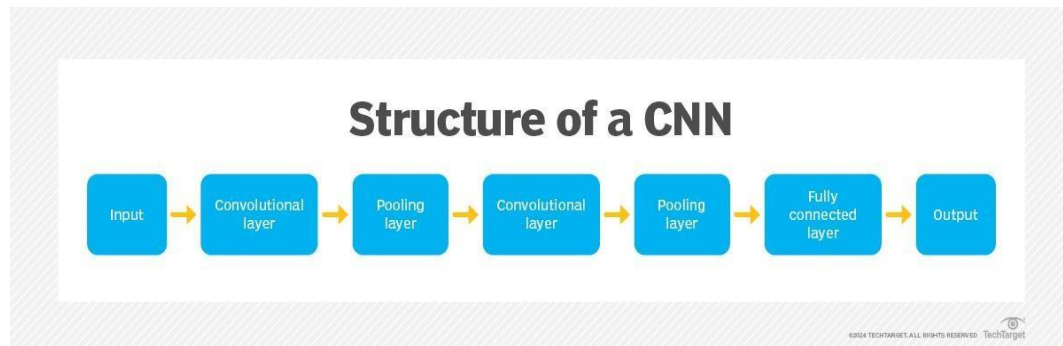 Structure of a CNN
Input
Convolutional
layer
Pooling
layer
Convolutional
layer
Pooling
layer
Fully
connected
layer
Output
©2024 TECHTARGET. ALL RIGHTS RESERVED TechTarget